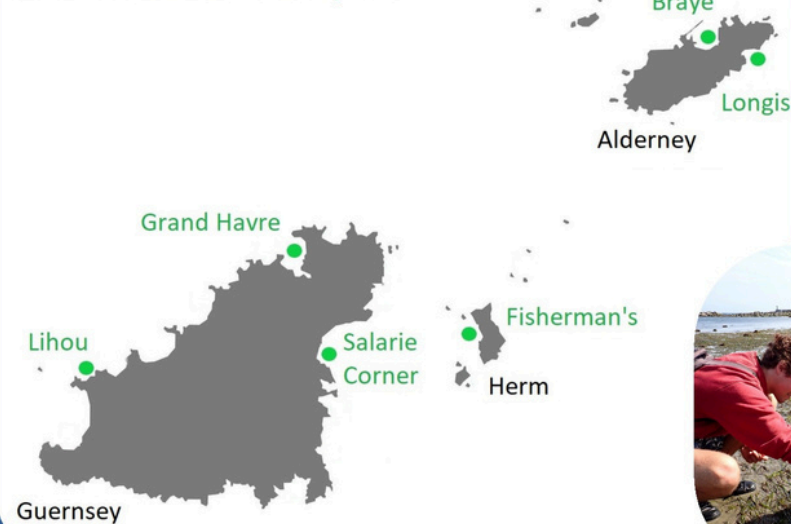 Braye
Longis
Alderney
Grand Havre
Fisherman's
Lihou
Salarie
Corner
Herm
Guernsey